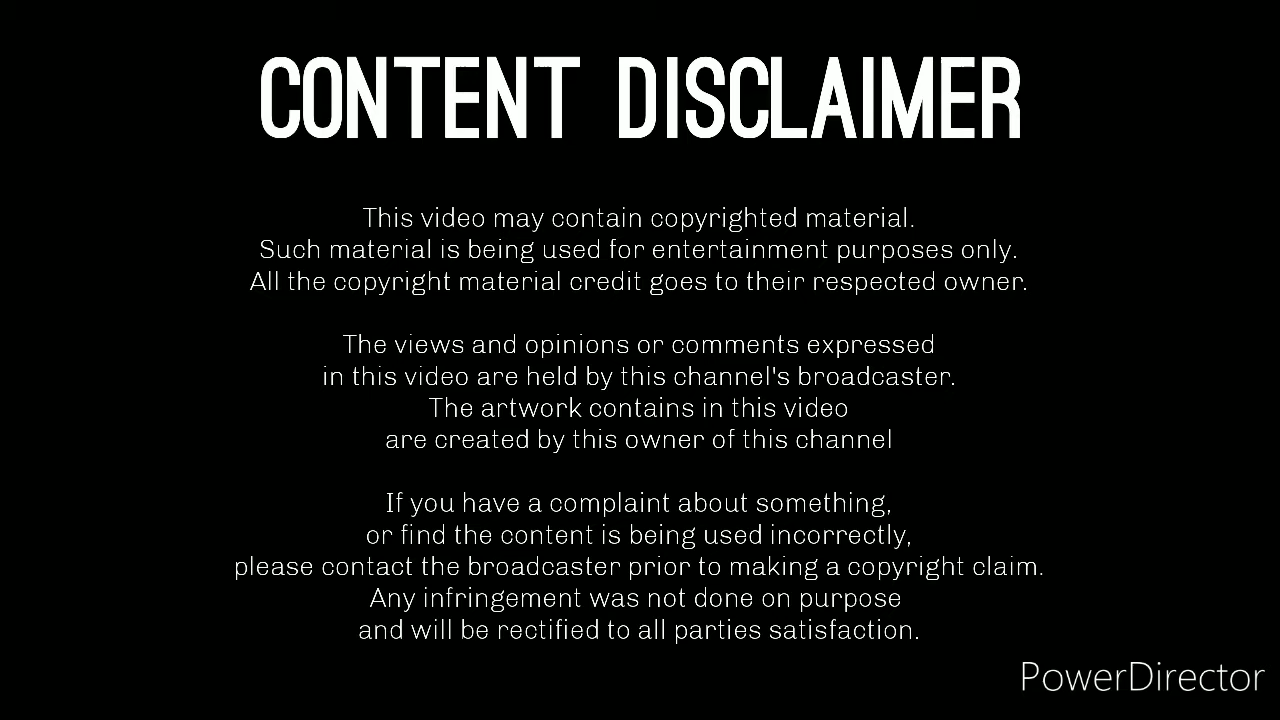 CONTENT DISCLAIMER
This video may contain copyrighted material.
Such material is being used for entertainment purposes only.
All the copyright material credit goes to their respected owner.
The views and opinions or comments expressed
in this video are held by this channel's broadcaster.
The artwork contains in this video
are created by this owner of this channel
If you have a complaint about something,
or find the content is being used incorrectly,
please contact the broadcaster prior to making a copyright claim.
Any infringement was not done on purpose
and will be rectified to all parties satisfaction.
PowerDirector